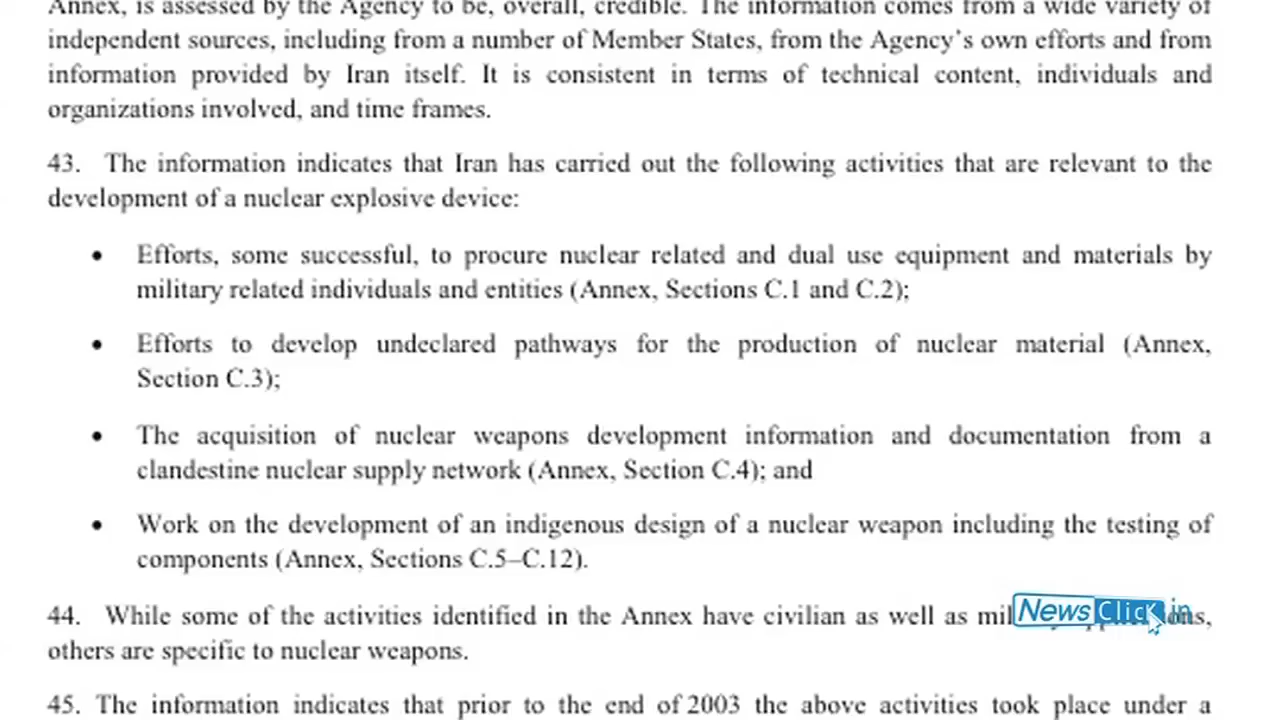 Annex, is assessed by the Agency to be, overall, credible. The information comes from a wide variety of
independent sources, including from a number of Member States, from the Agency's own efforts and from
information provided by Iran itself. It is consistent in terms of technical content, individuals and
organizations involved, and time frames.
43. The information indicates that Iran has carried out the following activities that are relevant to the
development of a nuclear explosive device:
• Efforts, some successful, to procure nuclear related and dual use equipment and materials by
military related individuals and entities (Annex, Sections C.1 and C.2);
• Efforts to develop undeclared pathways for the production of nuclear material (Annex,
Section C.3);
• The acquisition of nuclear weapons development information and documentation from a
clandestine nuclear supply network (Annex, Section C.4); and
• Work on the development of an indigenous design of a nuclear weapon including the testing of
components (Annex, Sections C.5–C.12).
44. While some of the activities identified in the Annex have civilian as well as
News Click.in
others are specific to nuclear weapons.
45. The information indicates that prior to the end of 2003 the above activities took place under a